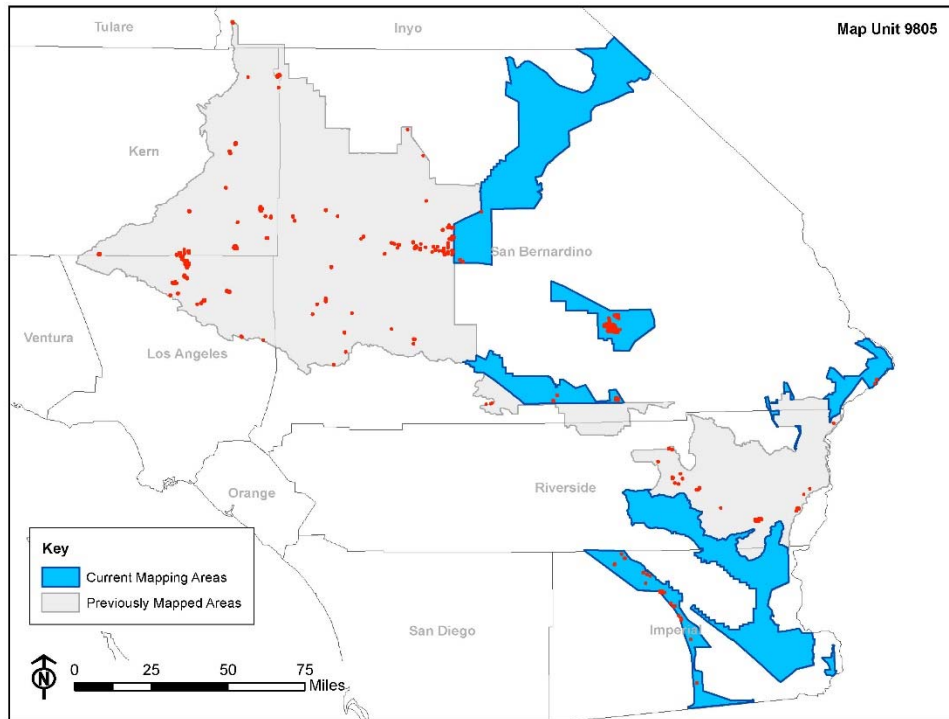 Tulare
Inyo
Map Unit 9805
Kern
San Bernardino
Ventura
Los Angeles
Orange
Riverside
Key
Current Mapping Areas
Previously Mapped Areas
San Diego
Imperial
N
0 25 50 75
Miles